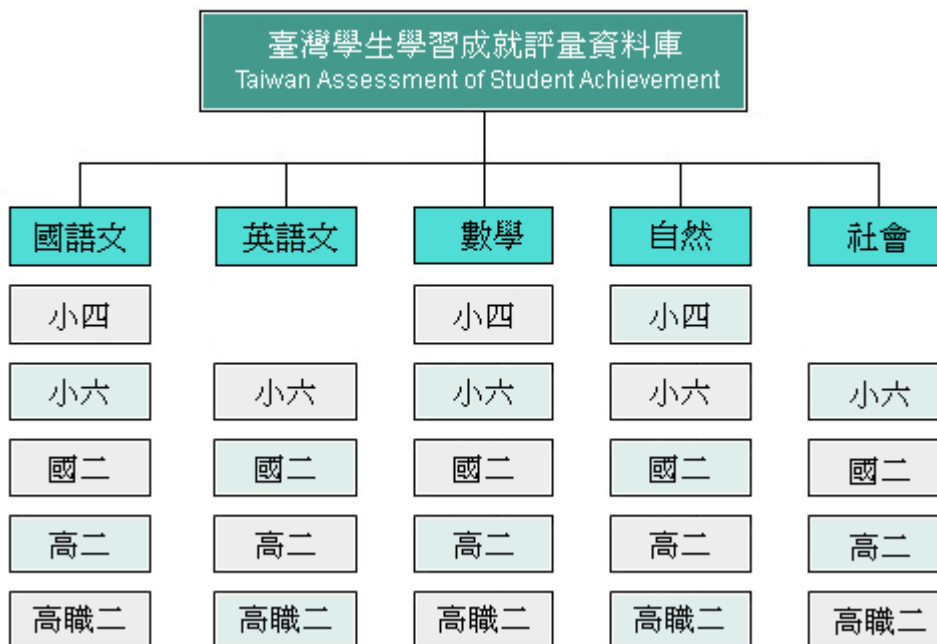 臺灣學生學習成就評量資料庫
Taiwan Assessment of Student Achievement
國語文
英語文
數學
自然
社會
小四
小四
小四
小六
小六
小六
小六
小六
國二
國二
國二
國二
國二
高二
高二
高二
高二
高二
高職二
高職二
高職二
高職二
高職二